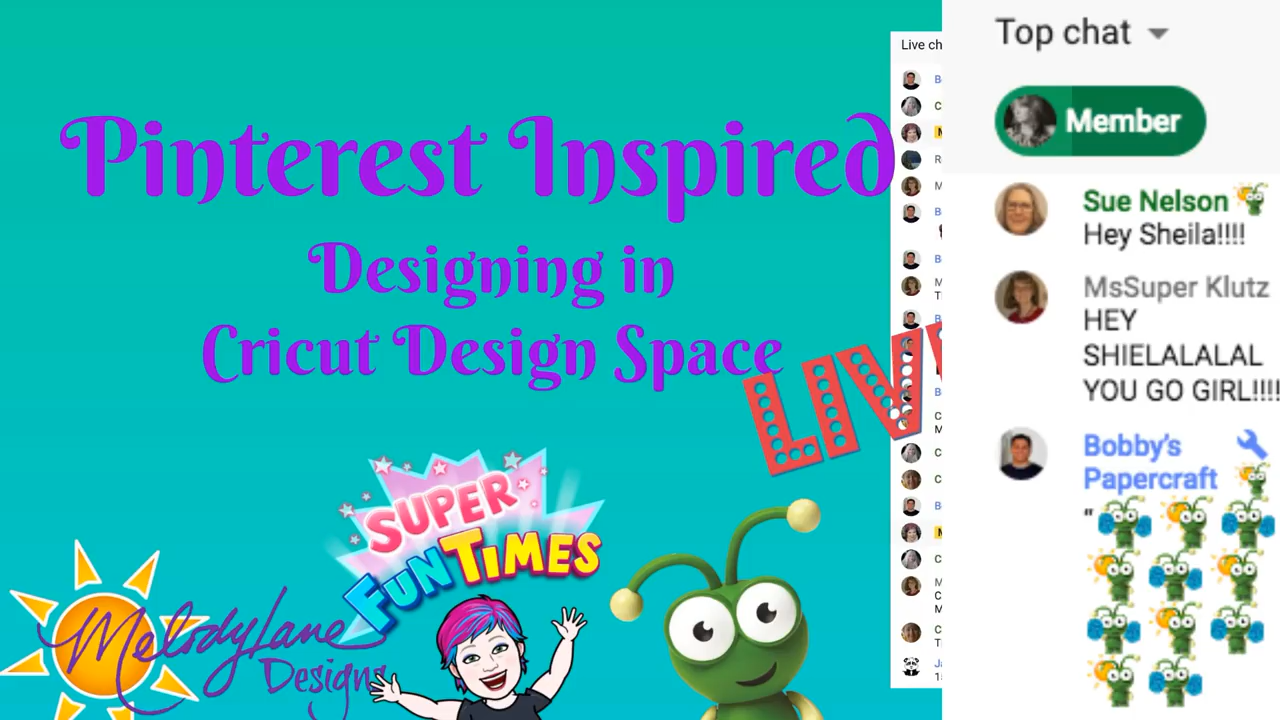 Pinterest Inspired
Designing in
Cricut Design Space
LIV
SUPER
FUN TIMES
MelodyLane
Designs
Live ch
Top chat
Member
Sue Nelson
Hey Sheila!!!!
MsSuper Klutz
HEY
SHIELALALAL
YOU GO GIRL!!!!
Bobby's
Papercraft
"